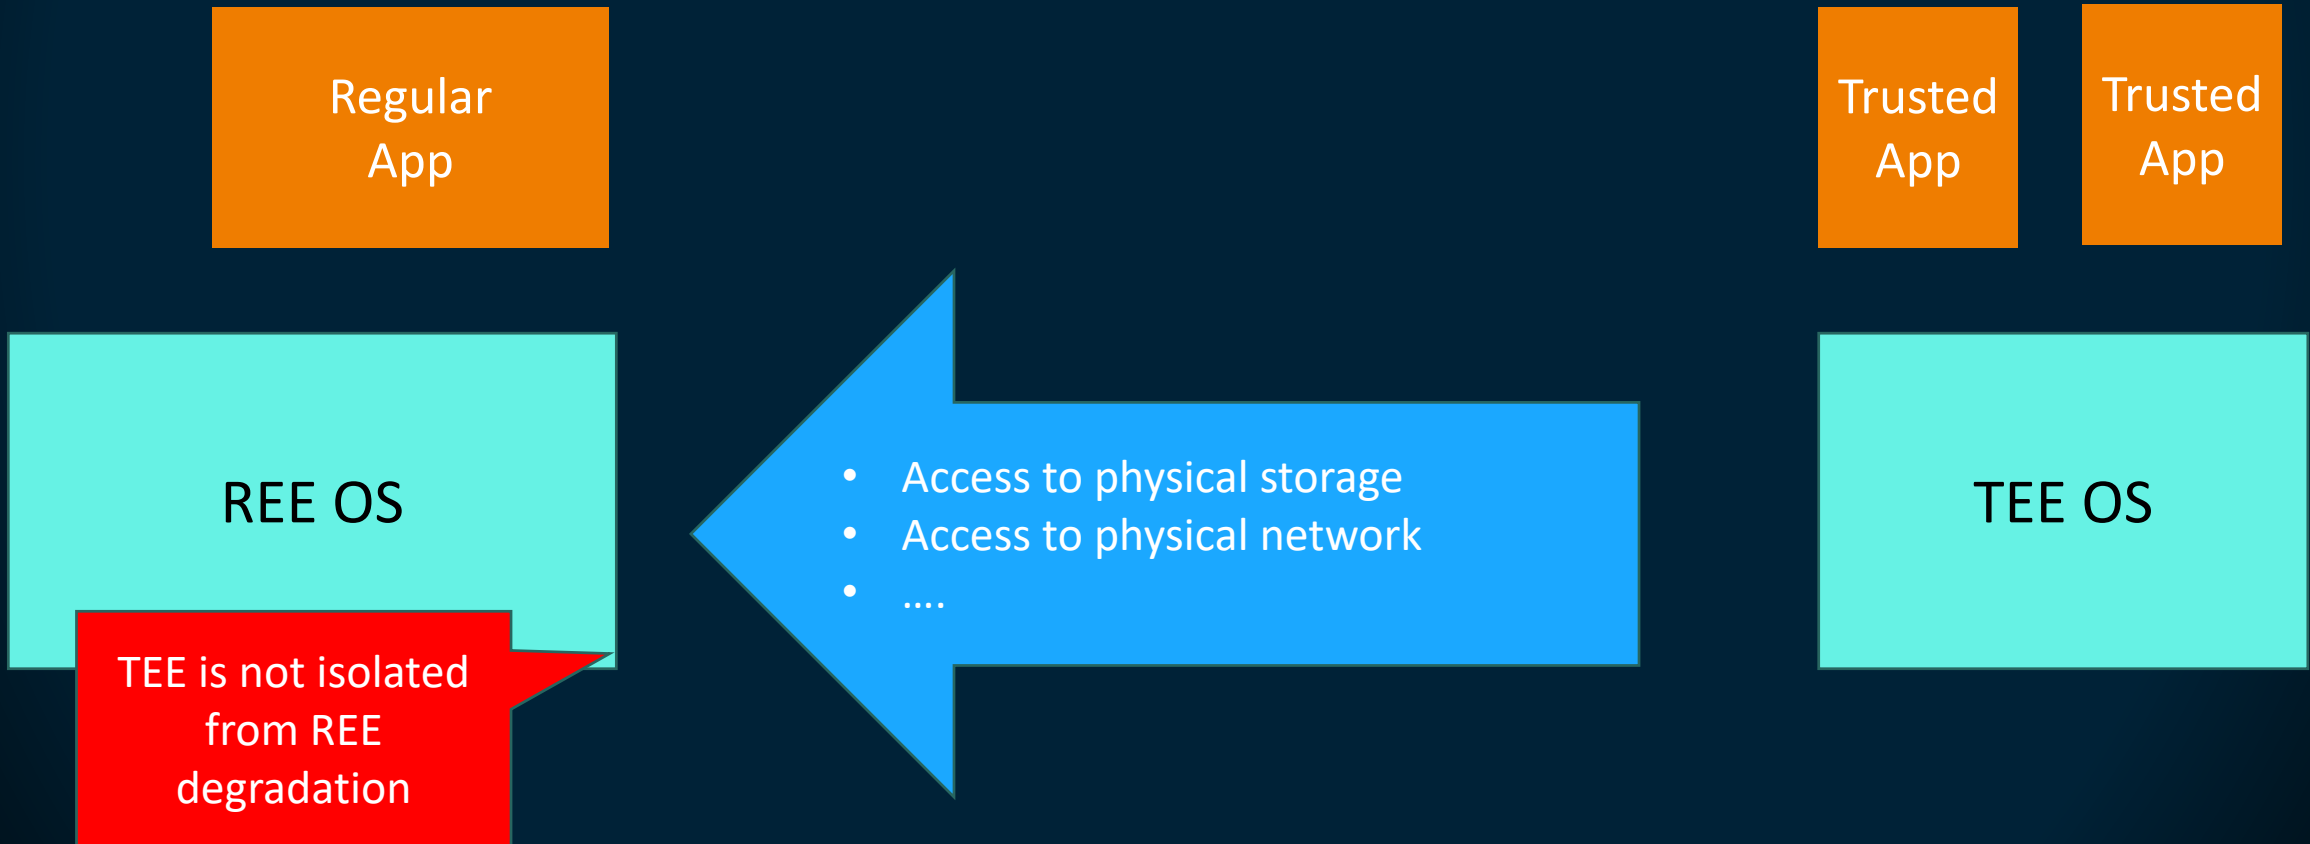 Regular
App
Trusted
App
Trusted
App
REE OS
• Access to physical storage
• Access to physical network
• ....
TEE OS
TEE is not isolated
from REE
degradation